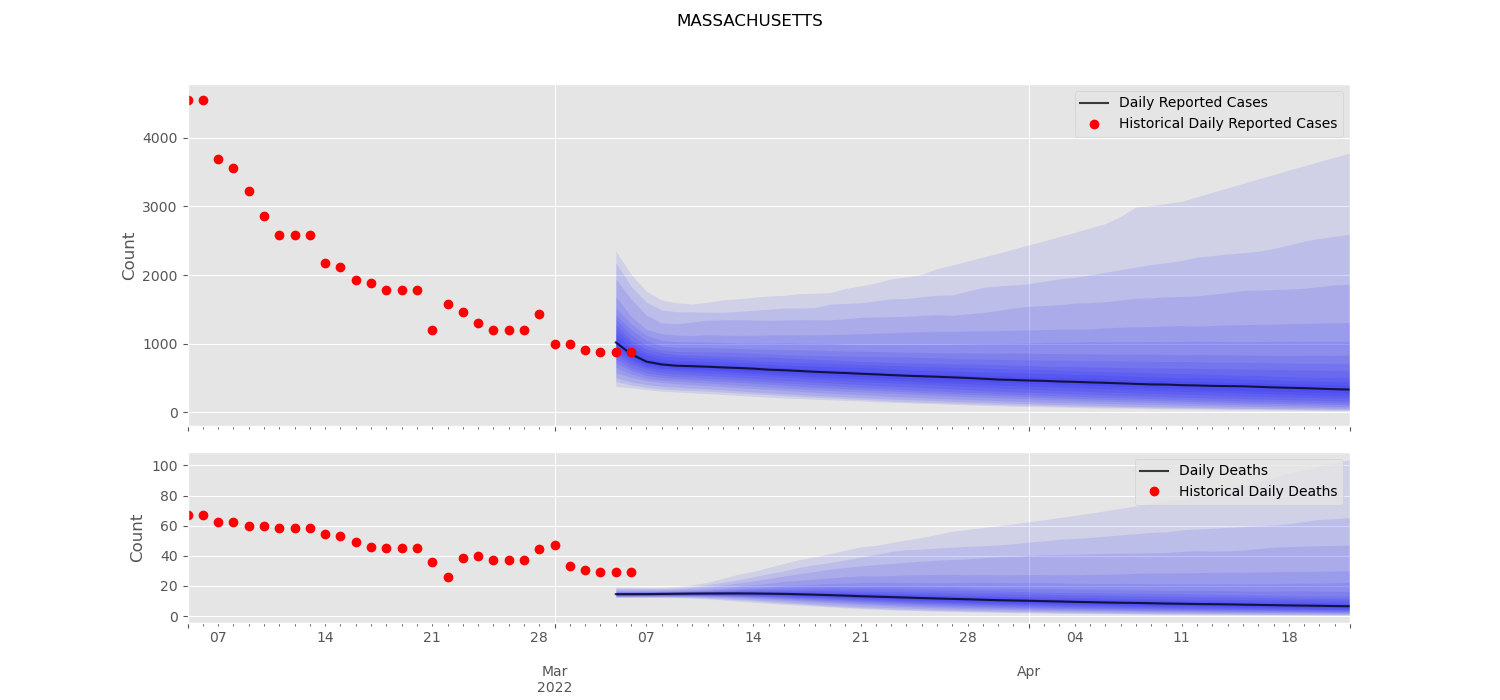 MASSACHUSETTS
Count
4000
3000
2000
1000
0
Daily Reported Cases
Historical Daily Reported Cases
Count
100
80
60
40
20
0
Daily Deaths
Historical Daily Deaths
07 14 21 28 07 14 21 28 04 11 18
Mar Apr
2022